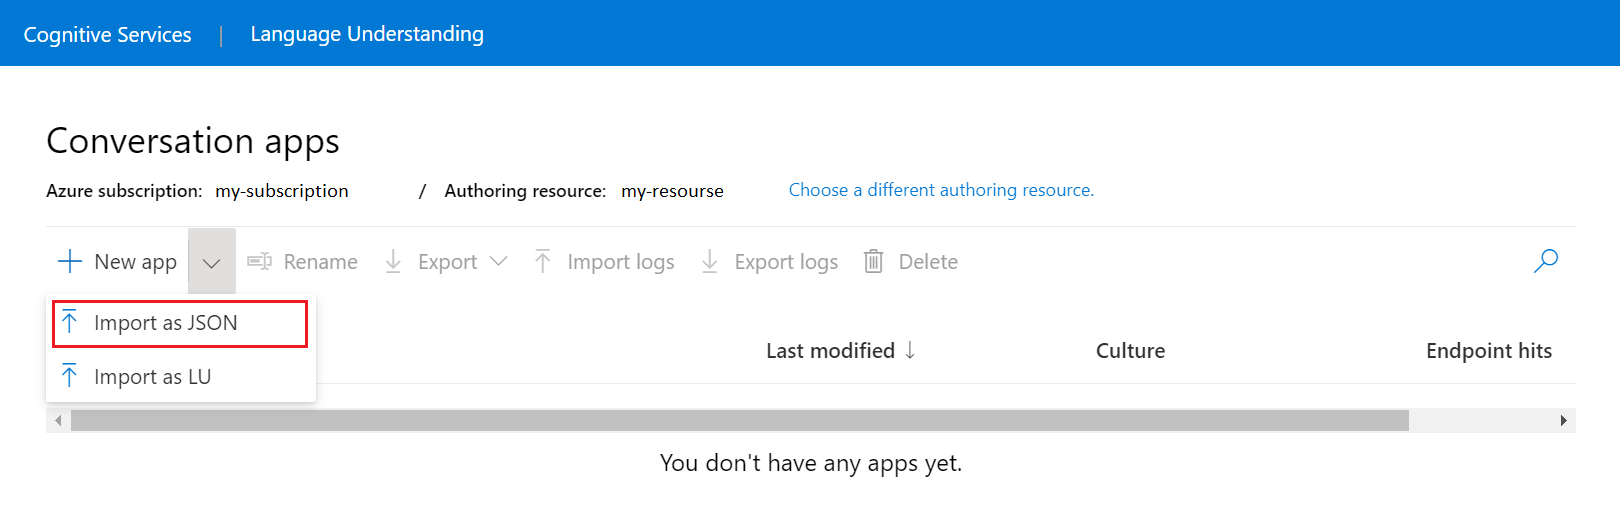 Cognitive Services | Language Understanding
Conversation apps
Azure subscription: my-subscription / Authoring resource: my-resourse Choose a different authoring resource.
New app Rename Export Import logs Export logs Delete
Import as JSON
Last modified ↓ Culture Endpoint hits
Import as LU
You don't have any apps yet.